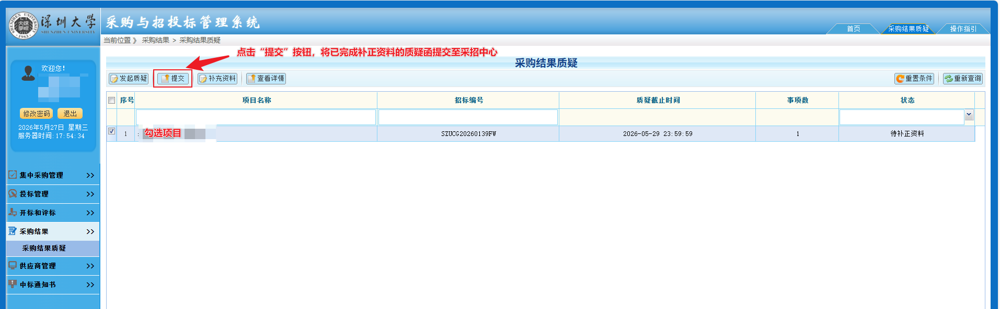 深圳大学
SHENZHEN UNIVERSITY
采购与招投标管理系统
首页
采购结果质疑
操作指引
当前位置 》 采购结果 > 采购结果质疑
点击“提交”按钮，将已完成补正资料的质疑函提交至采招中心
采购结果质疑
欢迎您!
修改密码 退出
2026年5月27日 星期三
服务器时间:17:54:34
发起质疑 提交 补充资料 查看详情 重置条件 重新查询
序号 项目名称 招标编号 质疑截止时间 事项数 状态
1 勾选项目 SZUCG20260139FW 2026-05-29 23:59:59 1 待补正资料
集中采购管理 >>
投标管理 >>
开标和评标 >>
采购结果 >>
采购结果质疑
供应商管理 >>
中标通知书 >>